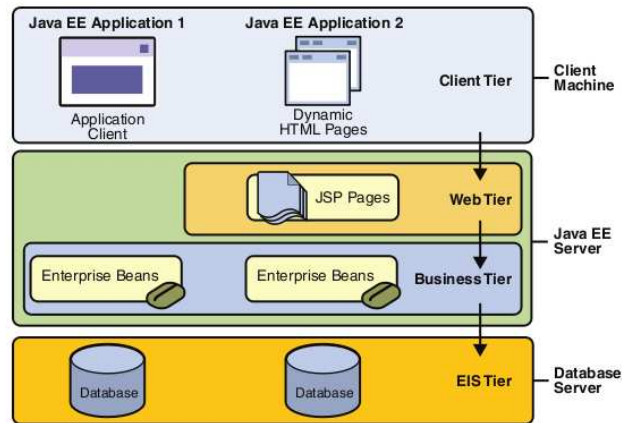 Java EE Application 1
Java EE Application 2
Application
Client
Dynamic
HTML Pages
Client Tier
Client
Machine
JSP Pages
Web Tier
Java EE
Server
Enterprise Beans
Enterprise Beans
Business Tier
Database
Database
EIS Tier
Database
Server